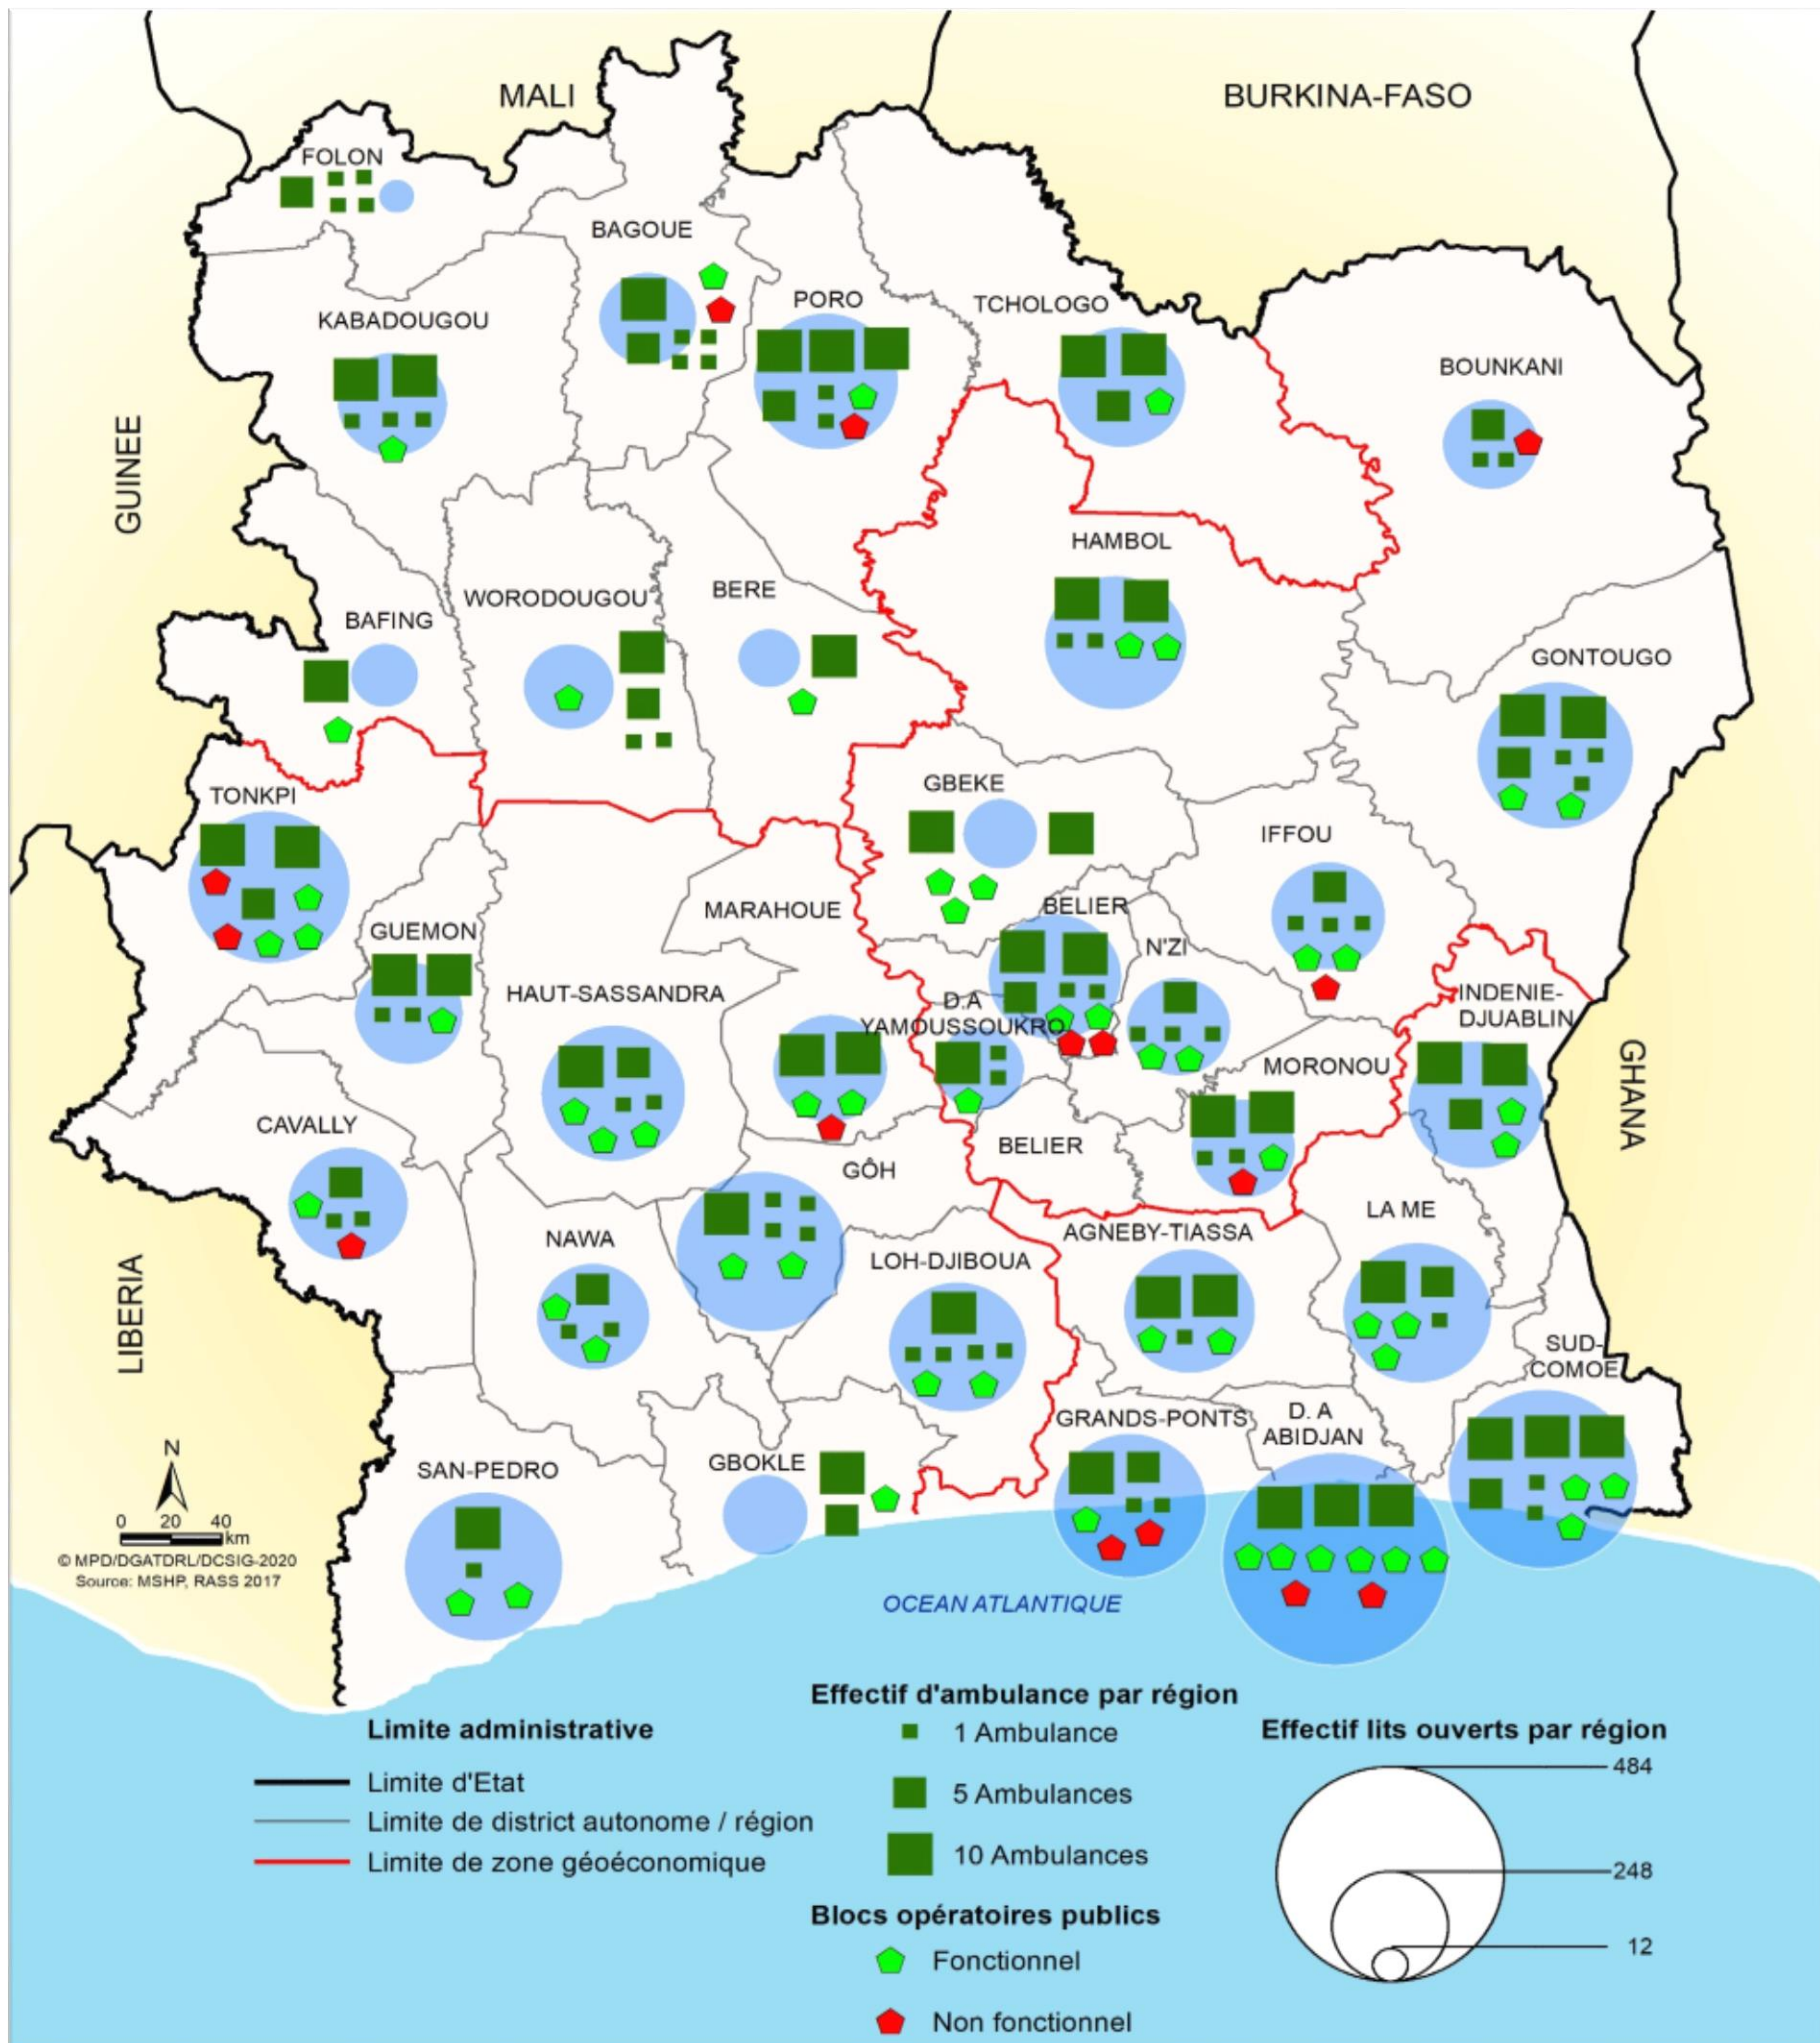 MALI
BURKINA-FASO
FOLON
BAGOUE
PORO
TCHOLOGO
KABADOUGOU
BOUNKANI
GUINEE
HAMBOL
WORODOUGOU
BERE
BAFING
GONTOUGO
TONKPI
GBEKE
IFFOU
MARAHOUE
BELIER
GUEMON
N'ZI
HAUT-SASSANDRA
D.A
YAMOUSSOUKRO
INDENIE-
DJUABLIN
MORONOU
GHANA
CAVALLY
BELIER
GÔH
LA ME
NAWA
AGNEBY-TIASSA
LOH-DJIBOUA
LIBERIA
SUD-
COMOE
GRANDS-PONTS
D. A
ABIDJAN
SAN-PEDRO
GBOKLE
N
0 20 40
km
© MPD/DGATDRL/DCSIG-2020
Source: MSHP, RASS 2017
OCEAN ATLANTIQUE
Limite administrative
Limite d'Etat
Limite de district autonome / région
Limite de zone géoéconomique
Effectif d'ambulance par région
1 Ambulance
5 Ambulances
10 Ambulances
Blocs opératoires publics
Fonctionnel
Non fonctionnel
Effectif lits ouverts par région
484
248
12